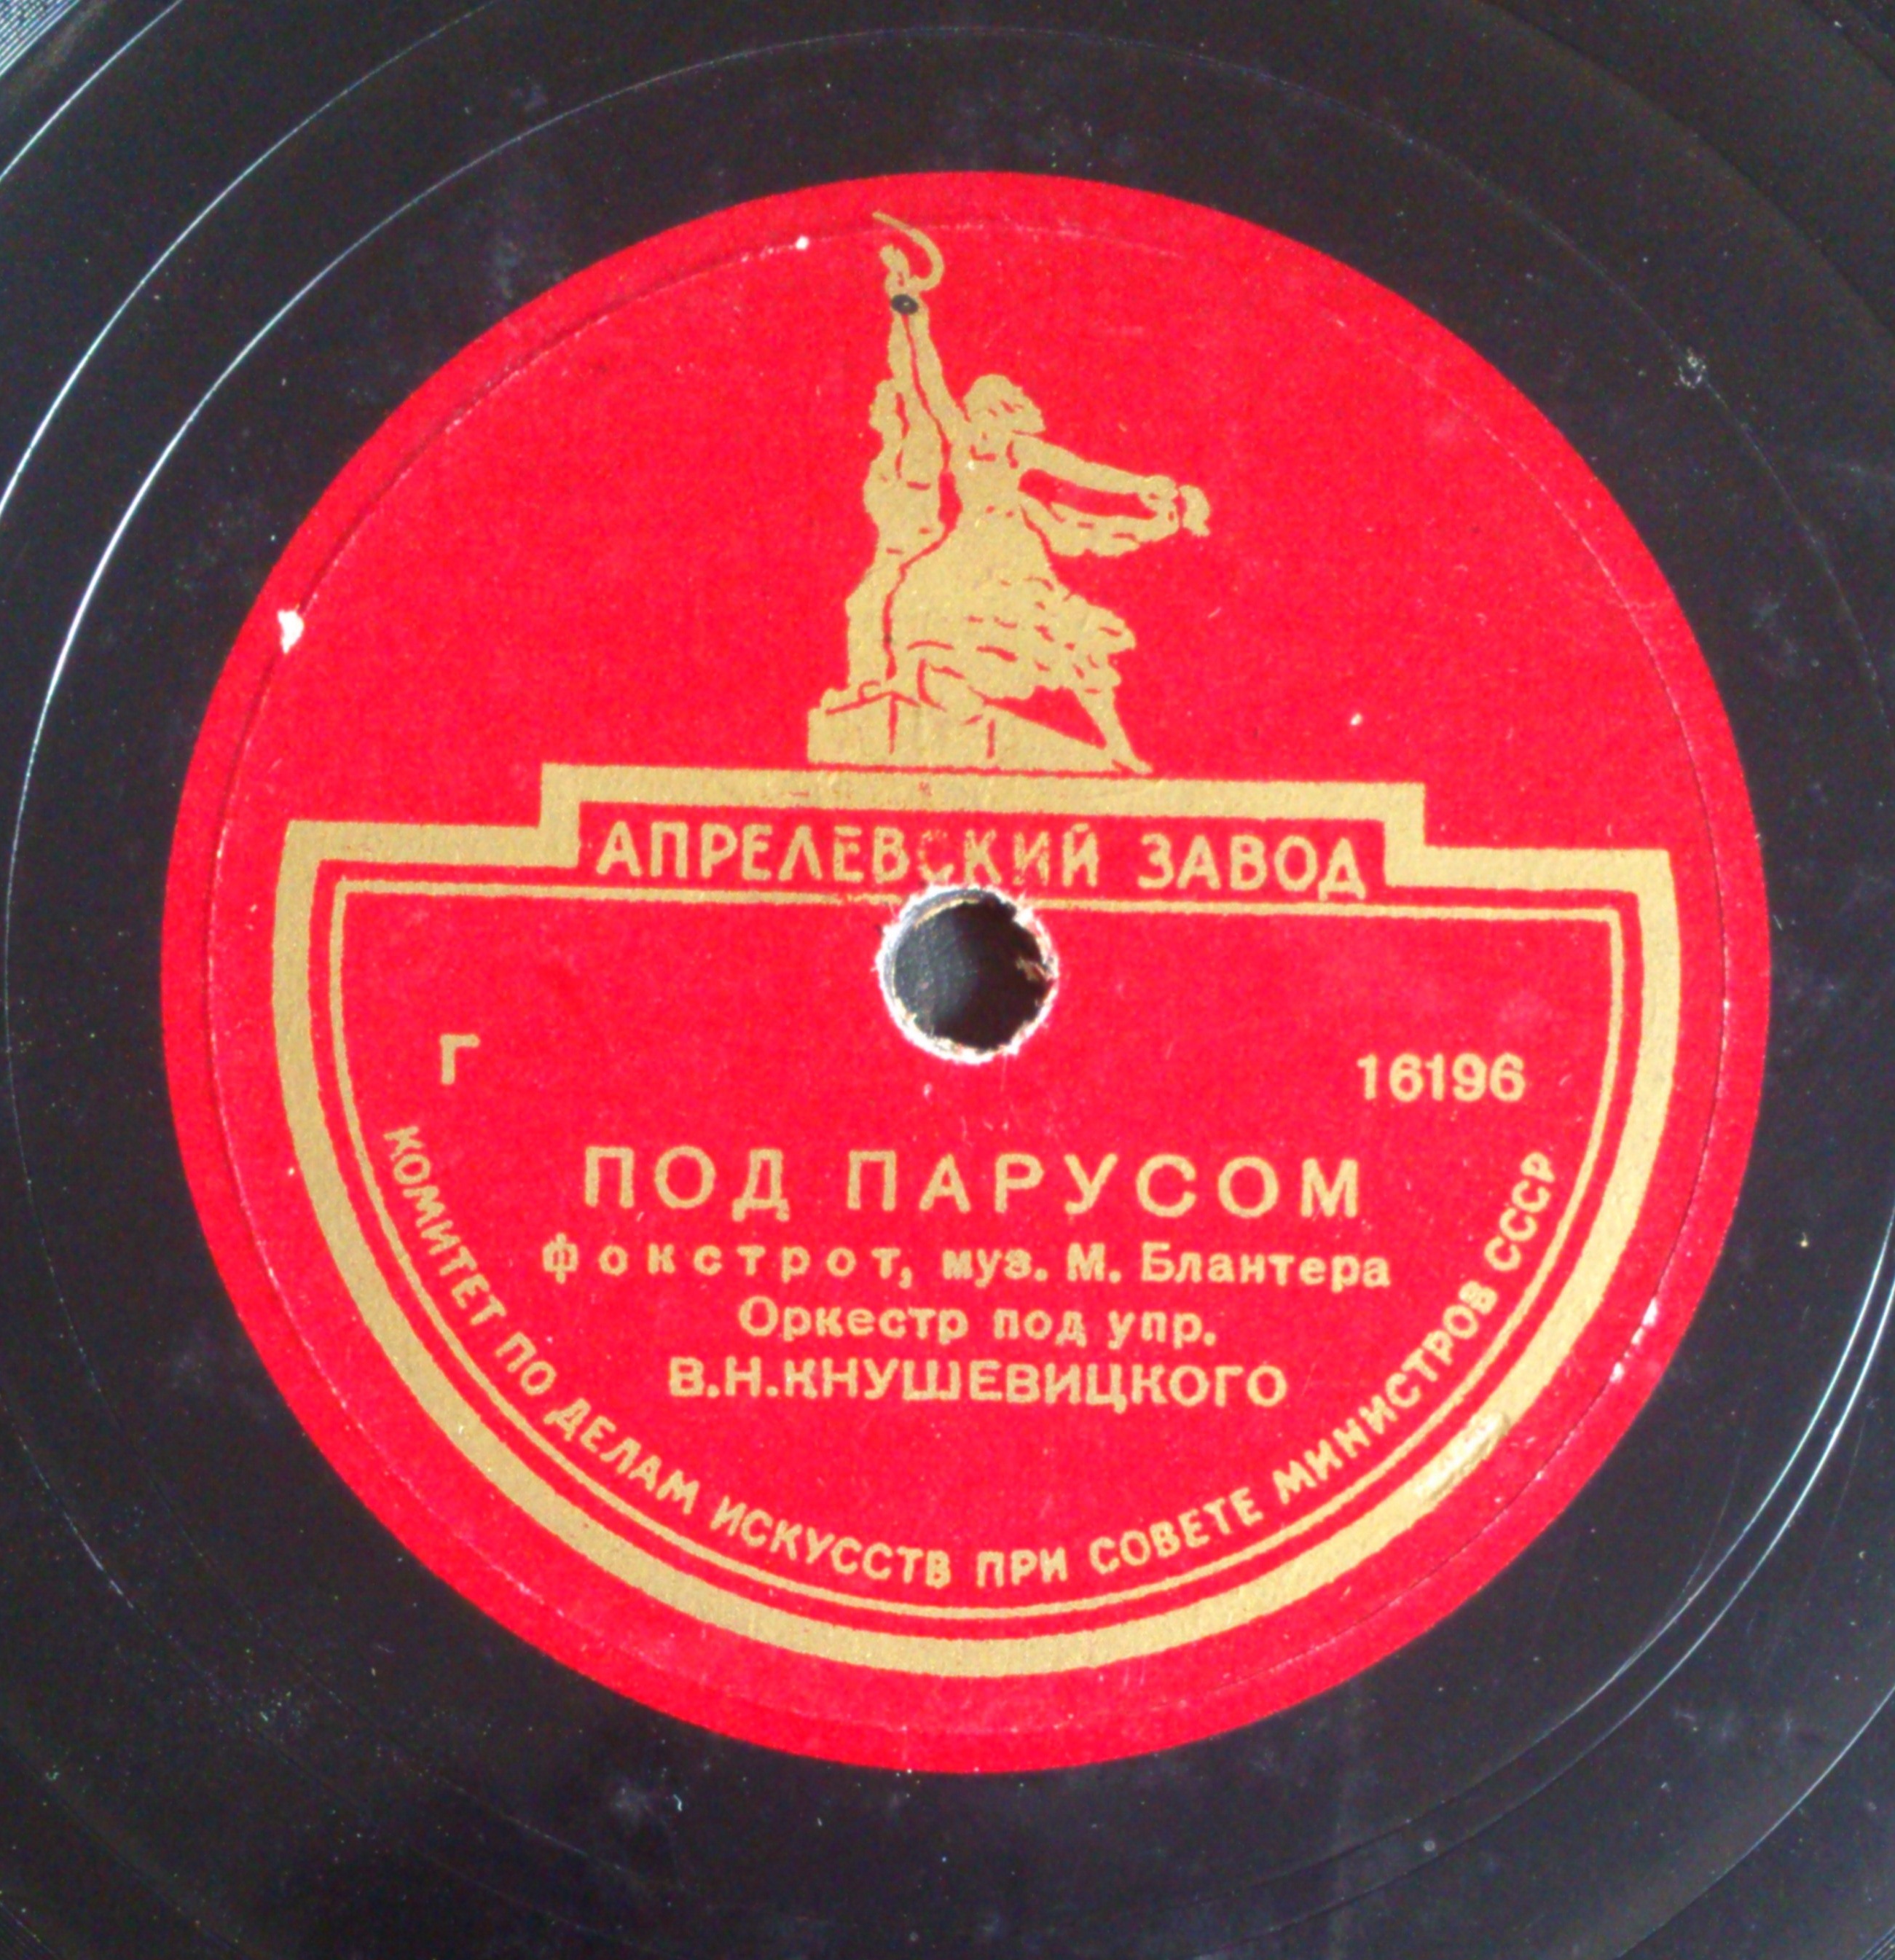 АПРЕЛЕВСКИЙ ЗАВОД
Г 16196
ПОД ПАРУСОМ
фокстрот, муз. М. Блантера
Оркестр под упр.
В.Н.КНУШЕВИЦКОГО
КОМИТЕТ ПО ДЕЛАМ ИСКУССТВ ПРИ СОВЕТЕ МИНИСТРОВ СССР